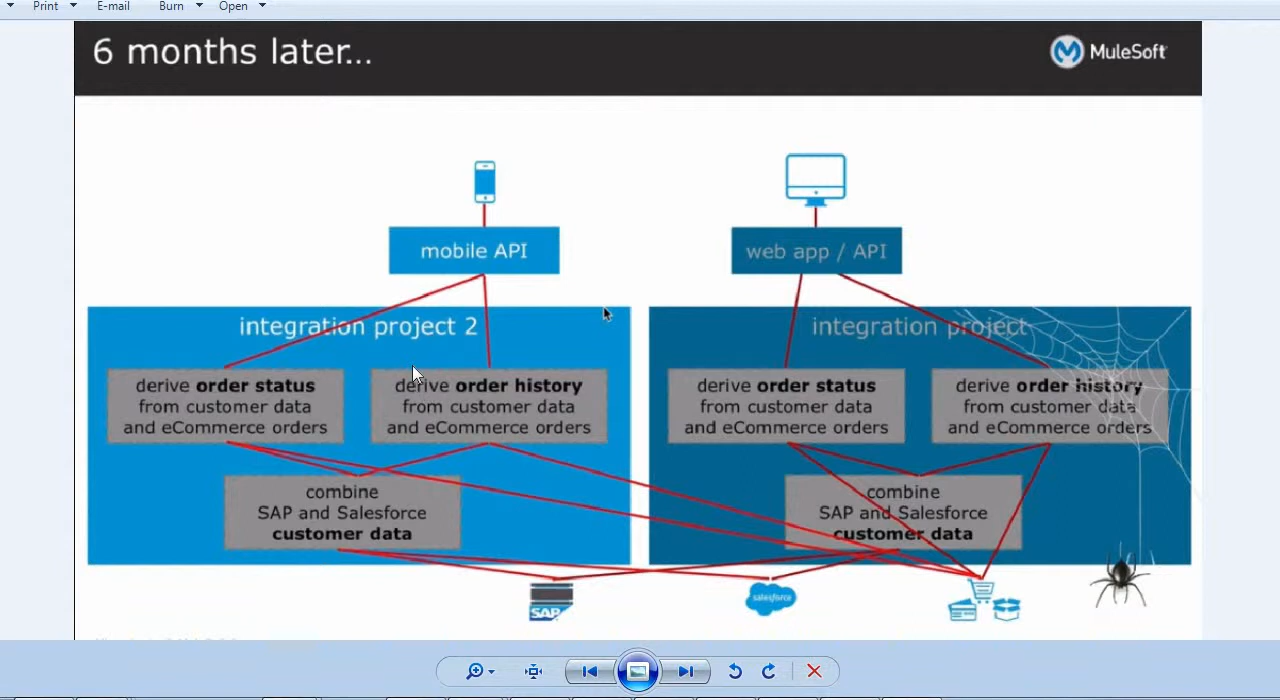 Print
E-mail
Burn
Open
6 months later...
MuleSoft
mobile API
web app / API
integration project 2
integration project
derive order status
from customer data
and eCommerce orders
derive order history
from customer data
and eCommerce orders
derive order status
from customer data
and eCommerce orders
derive order history
from customer data
and eCommerce orders
combine
SAP and Salesforce
customer data
combine
SAP and Salesforce
customer data
SAP
salesforce